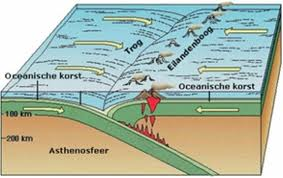 Trog
Eilandenboog
Oceanische korst
Oceanische korst
100 km
200 km
Asthenosfeer